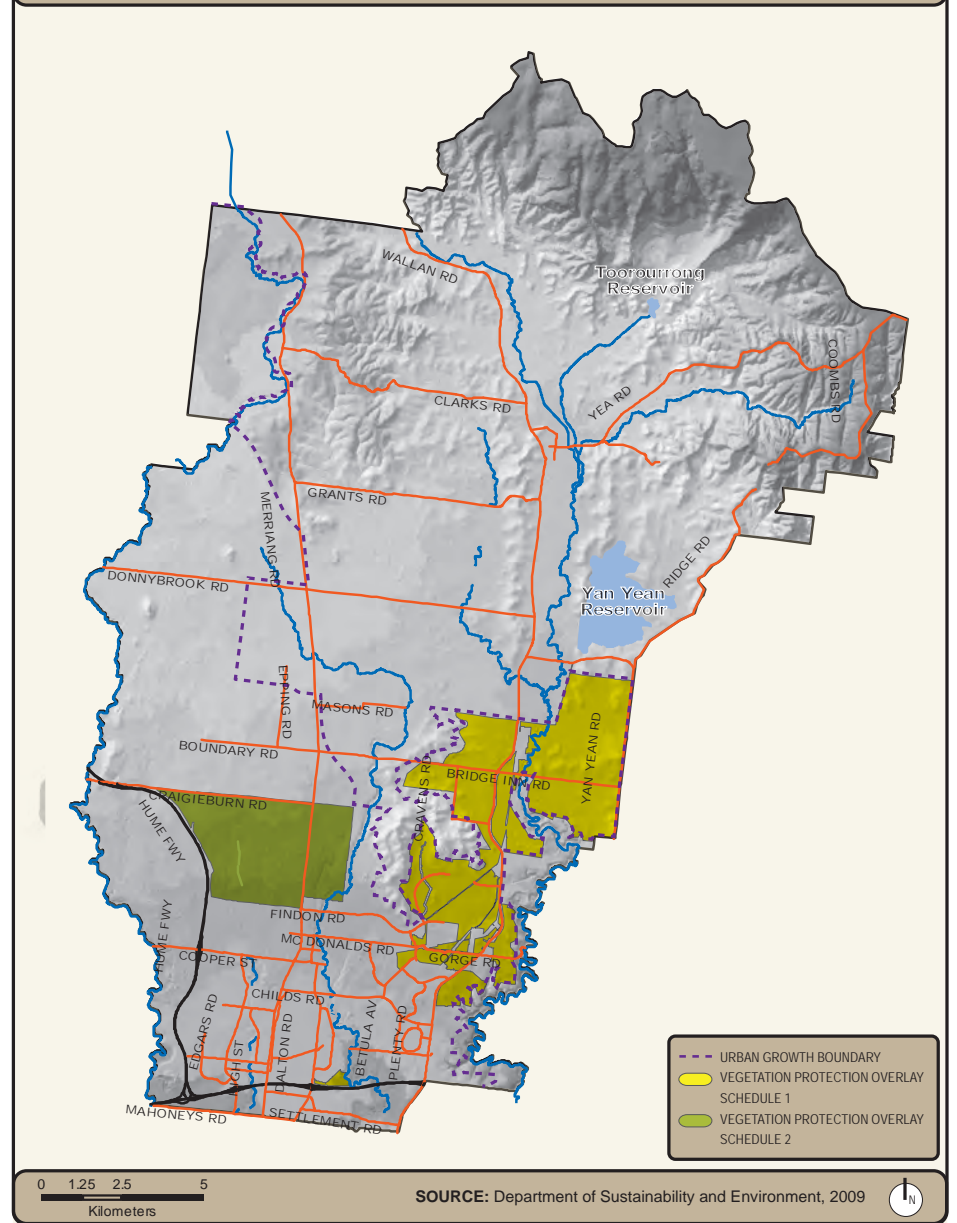 WALLAN RD
Toorourrong
Reservoir
COOMBS RD
YEA RD
CLARKS RD
GRANTS RD
MERRIANG RD
RIDGE RD
DONNYBROOK RD
Yan Yean
Reservoir
EPPING RD
MASONS RD
YAN YEAN RD
BOUNDARY RD
BRIDGE INN RD
GRAVENS RD
CRAIGIEBURN RD
HUME FWY
FINDON RD
HUME FWY
MC DONALDS RD
COOPER ST
GORGE RD
CHILDS RD
EDGARS RD
HIGH ST
DALTON RD
BETULA AV
PLENTY RD
MAHONEYS RD
SETTLEMENT RD
URBAN GROWTH BOUNDARY
VEGETATION PROTECTION OVERLAY
SCHEDULE 1
VEGETATION PROTECTION OVERLAY
SCHEDULE 2
0 1.25 2.5 5
Kilometers
SOURCE: Department of Sustainability and Environment, 2009
N